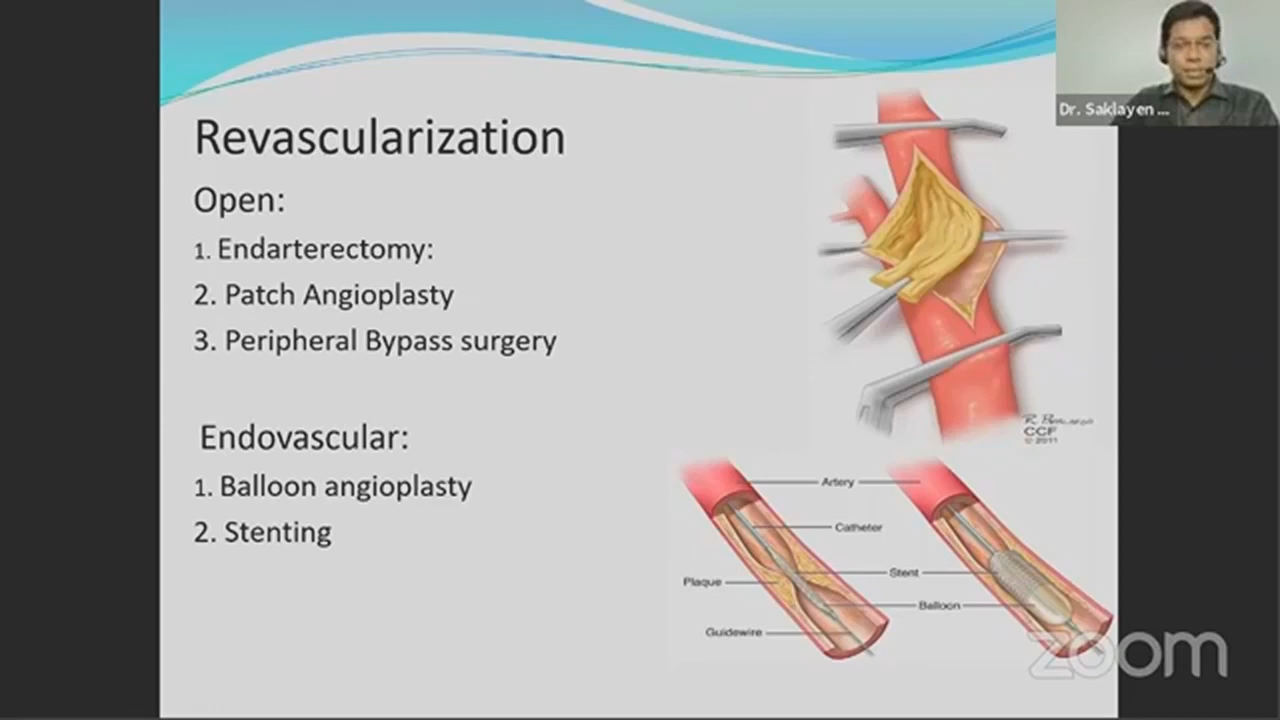 Dr. Saklayen ...
Revascularization
Open:
1. Endarterectomy:
2. Patch Angioplasty
3. Peripheral Bypass surgery
CCF
© 2011
Endovascular:
1. Balloon angioplasty
2. Stenting
Artery
Catheter
Stent
Plaque
Balloon
Guidewire
zoom